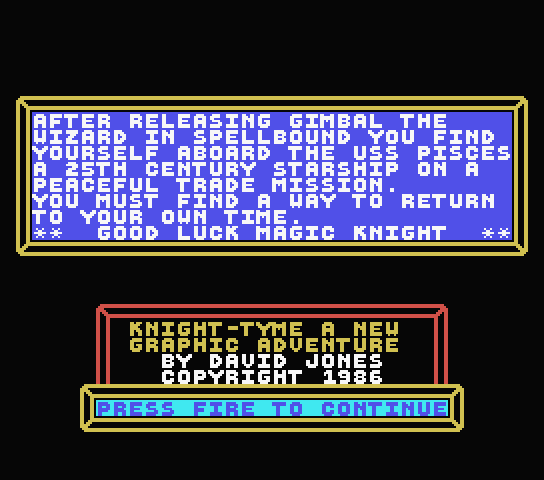 AFTER RELEASING GIMBAL THE
WIZARD IN SPELLBOUND YOU FIND
YOURSELF ABOARD THE USS PISCES
A 25TH CENTURY STARSHIP ON A
PEACEFUL TRADE MISSION.
YOU MUST FIND A WAY TO RETURN
TO YOUR OWN TIME.
** GOOD LUCK MAGIC KNIGHT **
KNIGHT-TYME A NEW
GRAPHIC ADVENTURE
BY DAVID JONES
COPYRIGHT 1986
PRESS FIRE TO CONTINUE